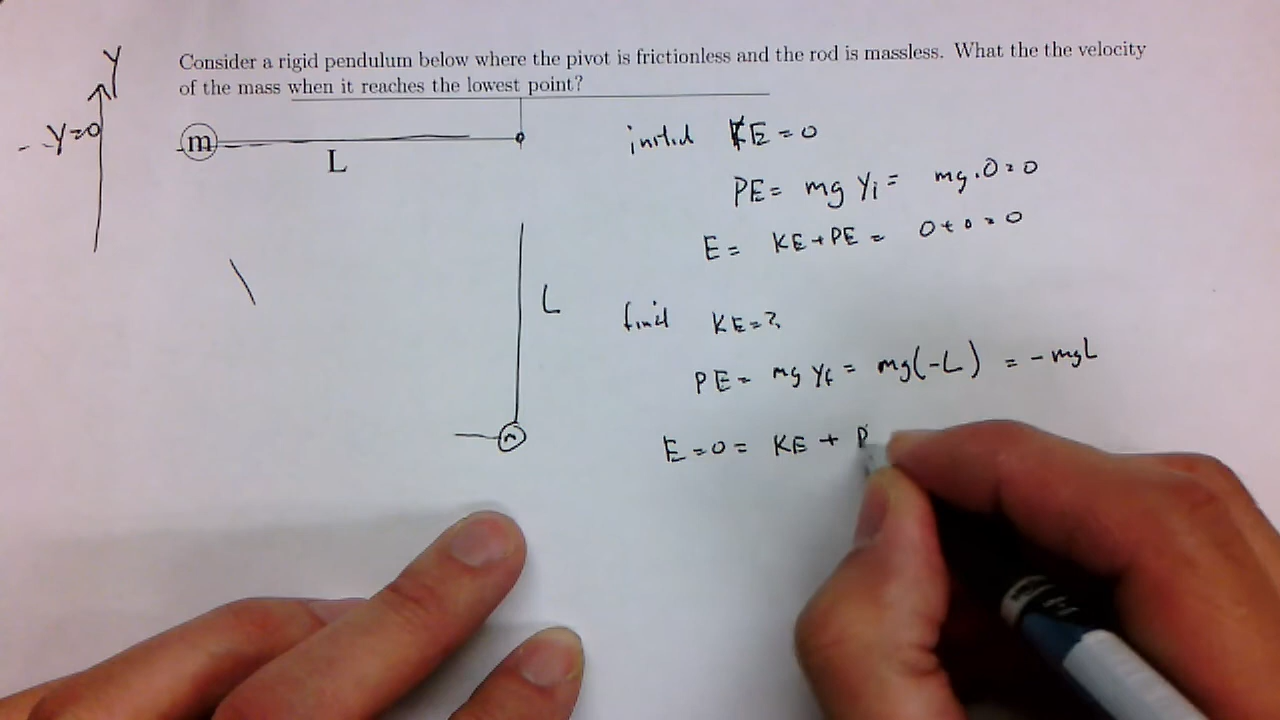 Consider a rigid pendulum below where the pivot is frictionless and the rod is massless. What the the velocity
of the mass when it reaches the lowest point?
Y
Y=0
m
L
initial KE = 0
PE = mg Yi = mg.0=0
E = KE+PE = 0+0=0
L
final KE=?
PE = mg Yf = mg(-L) = -mgL
m
E=0= KE + P